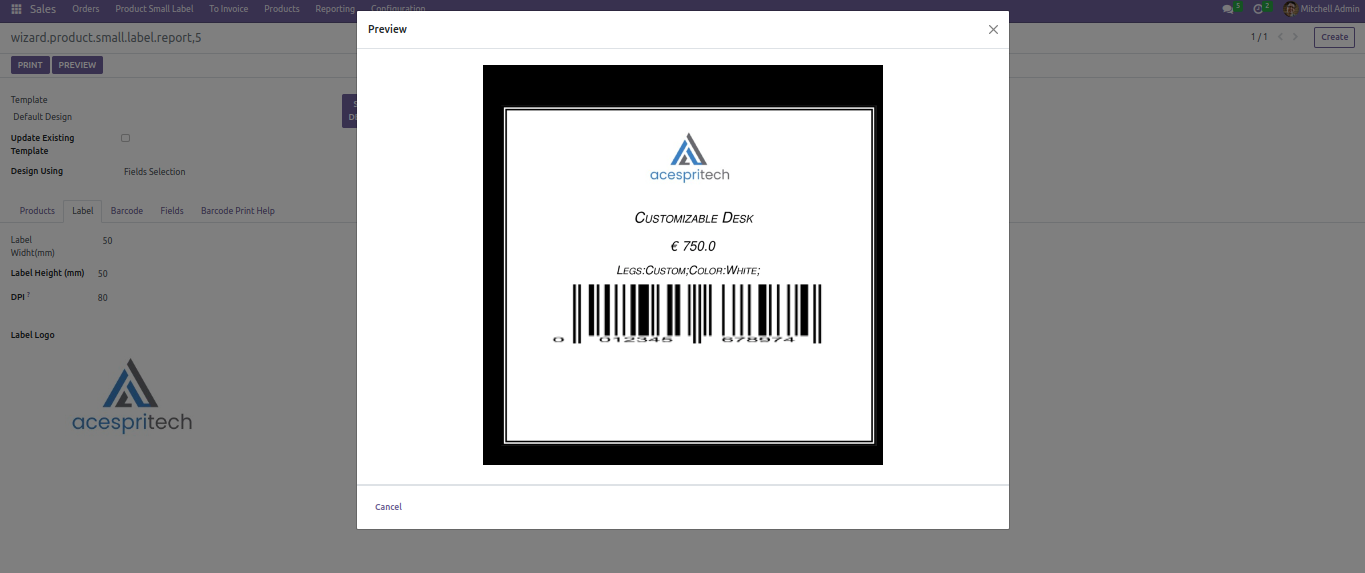 Sales Orders Product Small Label To Invoice Products Reporting Configuration 5 2 Mitchell Admin
wizard.product.small.label.report,5
1 / 1
Create
PRINT PREVIEW
Template
Default Design
Update Existing
Template
Design Using Fields Selection
Products Label Barcode Fields Barcode Print Help
Label
Widht(mm) 50
Label Height (mm) 50
DPI ? 80
Label Logo
acespritech
Preview
acespritech
Customizable Desk
€ 750.0
Legs:Custom;Color:White;
0 012345 678974
Cancel